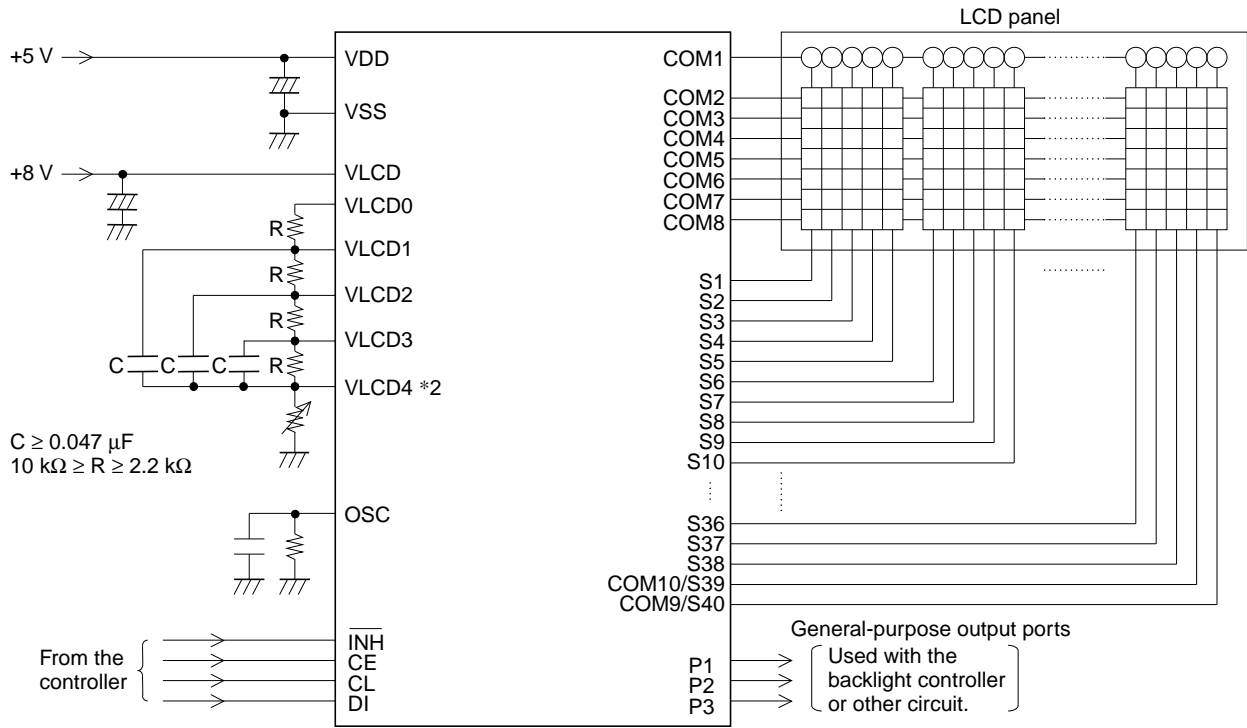 LCD panel
+5 V
VDD
COM1
VSS
COM2
COM3
COM4
COM5
COM6
COM7
COM8
+8 V
VLCD
VLCD0
R
VLCD1
R
VLCD2
R
VLCD3
C
C
C
R
VLCD4 *2
C ≥ 0.047 μF
10 kΩ ≥ R ≥ 2.2 kΩ
OSC
S1
S2
S3
S4
S5
S6
S7
S8
S9
S10
S36
S37
S38
COM10/S39
COM9/S40
From the
controller
INH
CE
CL
DI
General-purpose output ports
P1
P2
P3
Used with the
backlight controller
or other circuit.